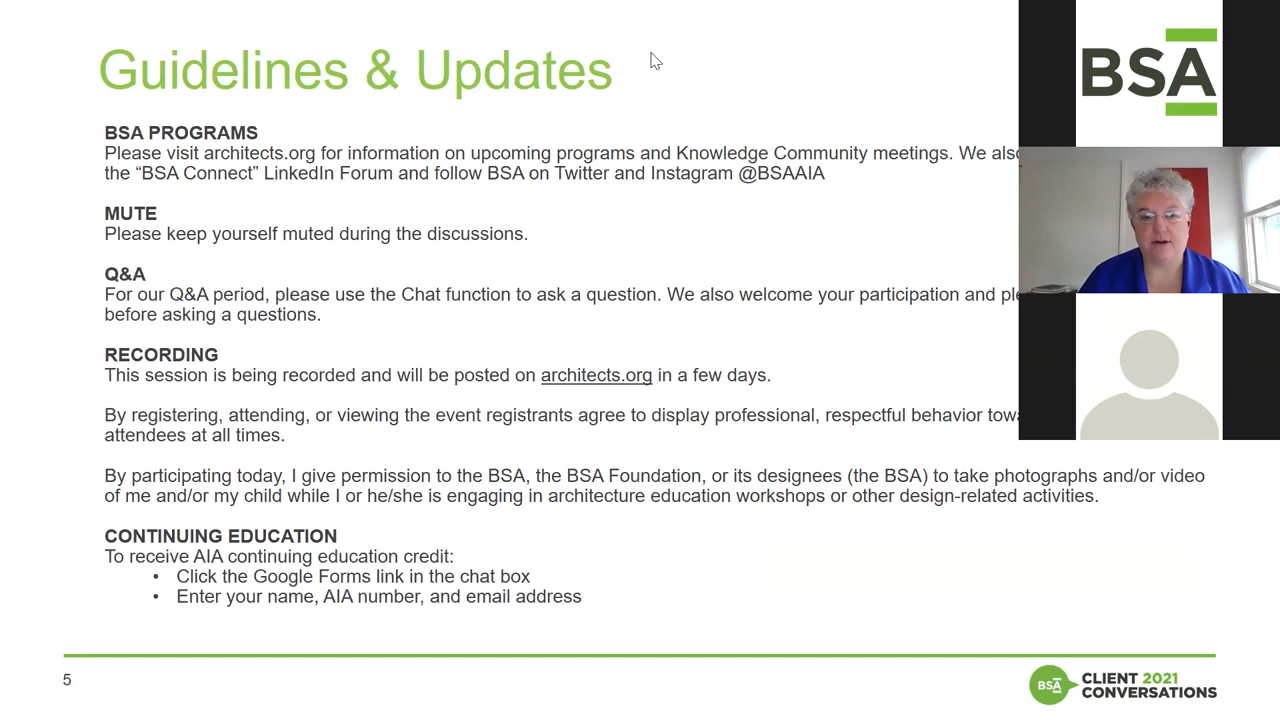 Guidelines & Updates
BSA
BSA PROGRAMS
Please visit architects.org for information on upcoming programs and Knowledge Community meetings. We also
the “BSA Connect” LinkedIn Forum and follow BSA on Twitter and Instagram @BSAAIA
MUTE
Please keep yourself muted during the discussions.
Q&A
For our Q&A period, please use the Chat function to ask a question. We also welcome your participation and
before asking a questions.
RECORDING
This session is being recorded and will be posted on architects.org in a few days.
By registering, attending, or viewing the event registrants agree to display professional, respectful behavior
attendees at all times.
By participating today, I give permission to the BSA, the BSA Foundation, or its designees (the BSA) to take photographs and/or video
of me and/or my child while I or he/she is engaging in architecture education workshops or other design-related activities.
CONTINUING EDUCATION
To receive AIA continuing education credit:
• Click the Google Forms link in the chat box
• Enter your name, AIA number, and email address
5
BSA
CLIENT 2021
CONVERSATIONS